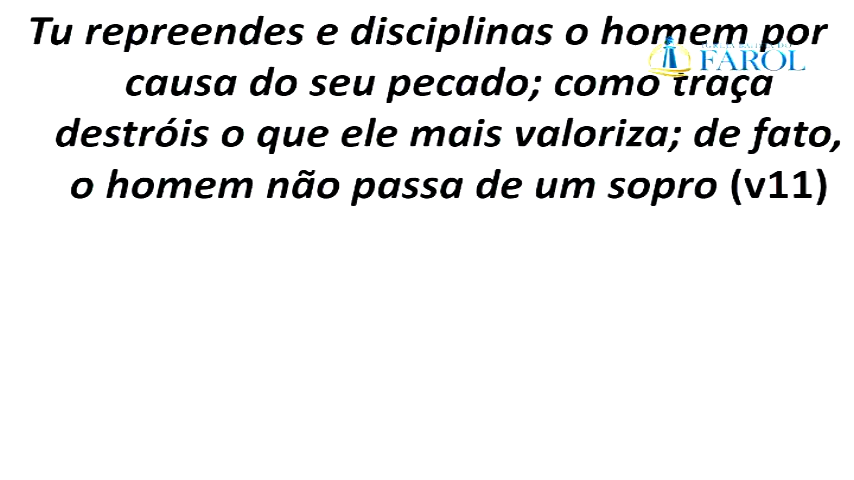 Tu repreendes e disciplinas o homem por
causa do seu pecado; como traça
destróis o que ele mais valoriza; de fato,
o homem não passa de um sopro (v11)
FAROL